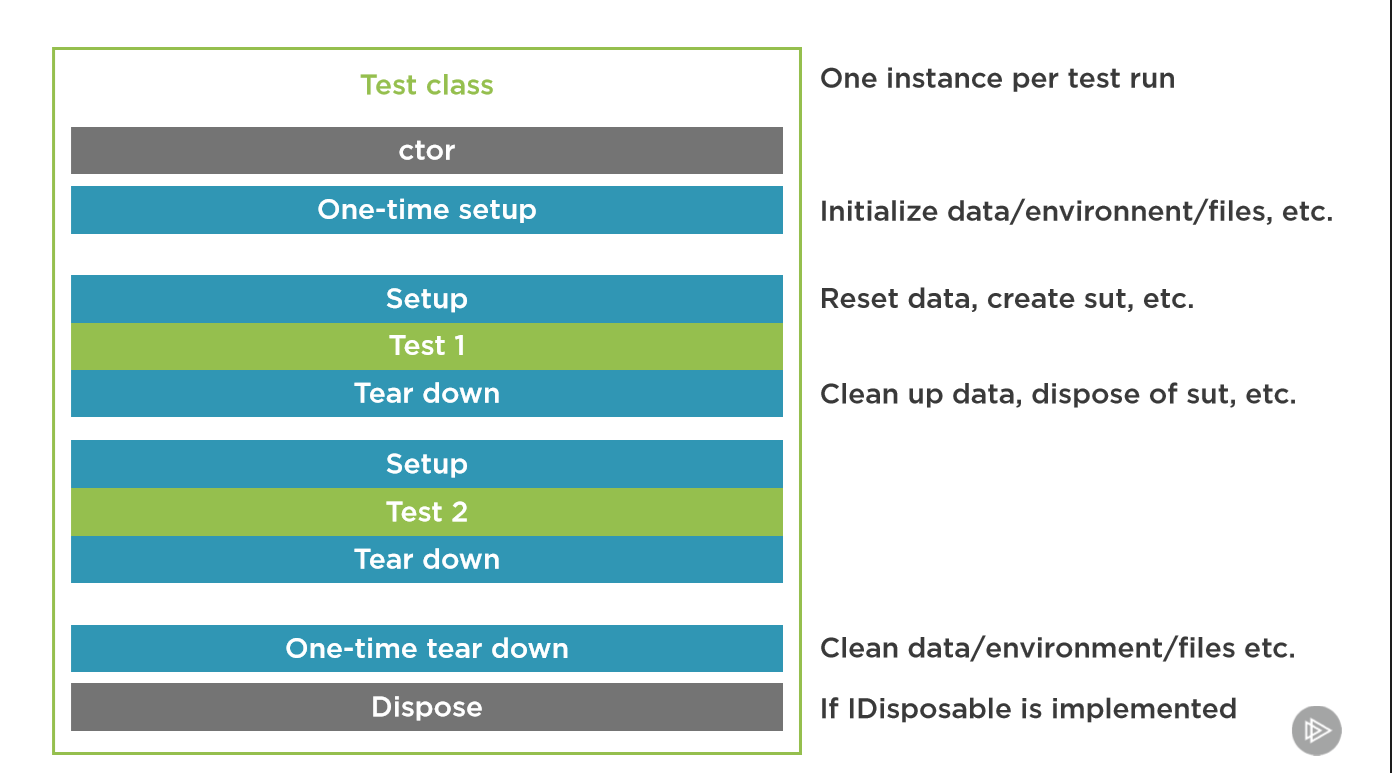 Test class
One instance per test run
ctor
One-time setup
Initialize data/environnent/files, etc.
Setup
Reset data, create sut, etc.
Test 1
Tear down
Clean up data, dispose of sut, etc.
Setup
Test 2
Tear down
One-time tear down
Clean data/environment/files etc.
Dispose
If IDisposable is implemented